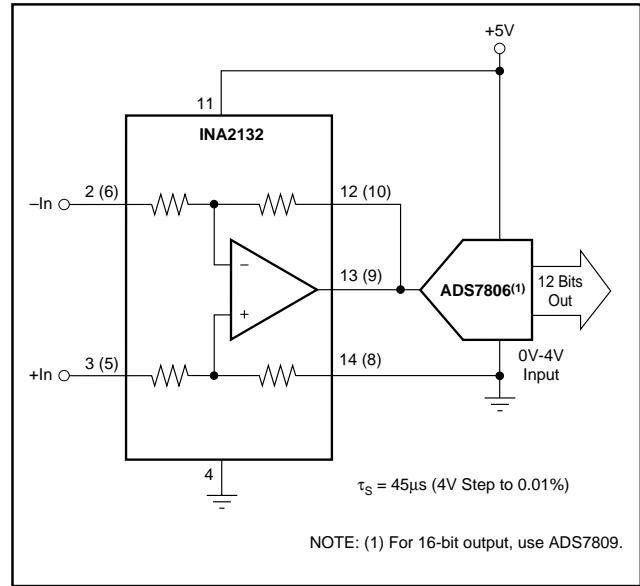 +5V
11
INA2132
–In
2 (6)
12 (10)
−
13 (9)
ADS7806(1)
12 Bits
Out
+
+In
3 (5)
14 (8)
0V-4V
Input
4
τS = 45μs (4V Step to 0.01%)
NOTE: (1) For 16-bit output, use ADS7809.